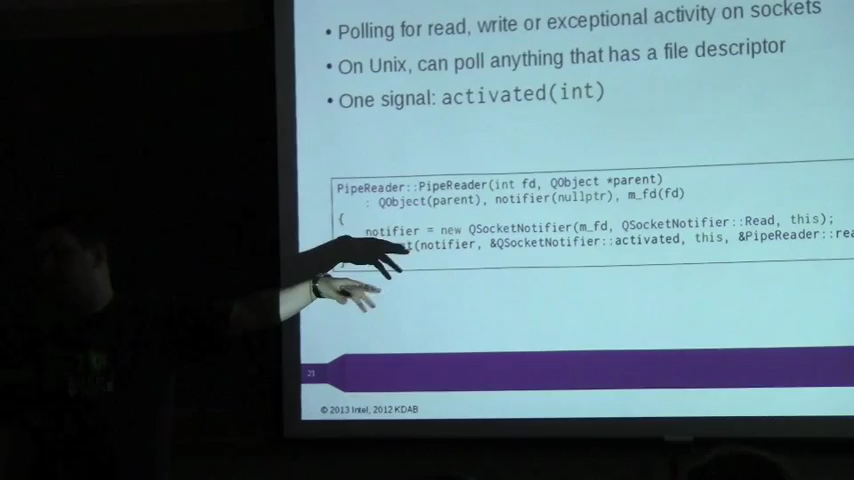 • Polling for read, write or exceptional activity on sockets
• On Unix, can poll anything that has a file descriptor
• One signal: activated(int)
PipeReader::PipeReader(int fd, QObject *parent)
: QObject(parent), notifier(nullptr), m_fd(fd)
{
notifier = new QSocketNotifier(m_fd, QSocketNotifier::Read, this);
(notifier, &QSocketNotifier::activated, this, &PipeReader::rea
21
© 2013 Intel, 2012 KDAB